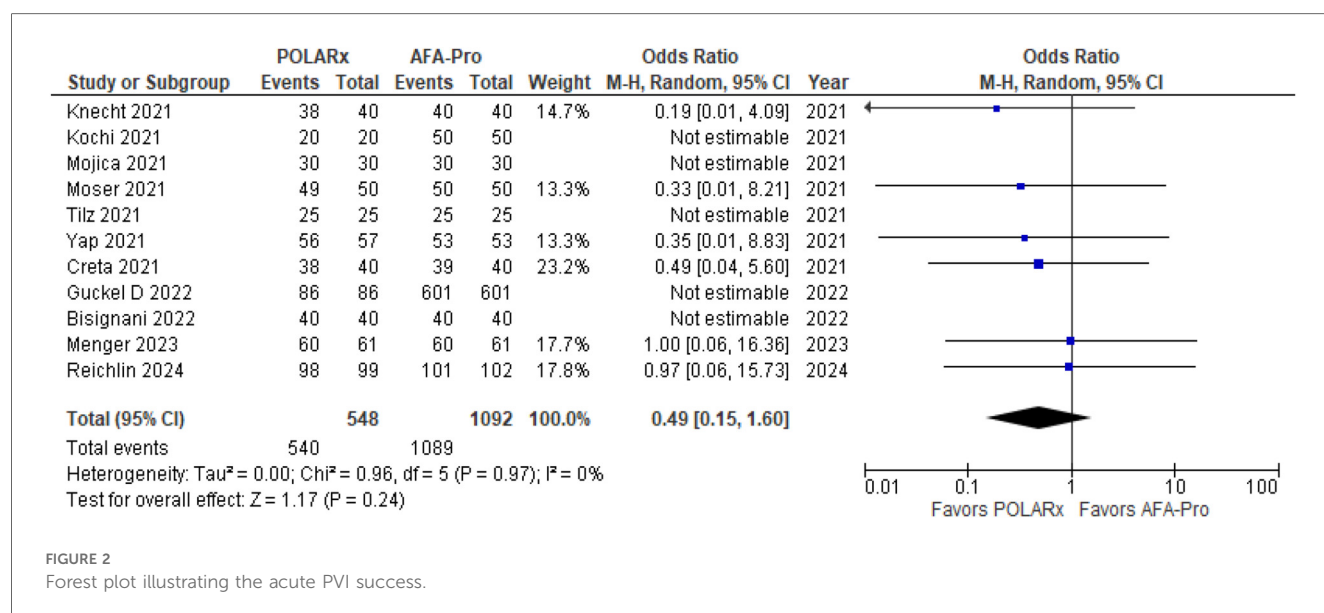 POLARx AFA-Pro Odds Ratio Odds Ratio
Study or Subgroup Events Total Events Total Weight M-H, Random, 95% CI Year M-H, Random, 95% CI
Knecht 2021 38 40 40 40 14.7% 0.19 [0.01, 4.09] 2021
Kochi 2021 20 20 50 50 Not estimable 2021
Mojica 2021 30 30 30 30 Not estimable 2021
Moser 2021 49 50 50 50 13.3% 0.33 [0.01, 8.21] 2021
Tilz 2021 25 25 25 25 Not estimable 2021
Yap 2021 56 57 53 53 13.3% 0.35 [0.01, 8.83] 2021
Creta 2021 38 40 39 40 23.2% 0.49 [0.04, 5.60] 2021
Guckel D 2022 86 86 601 601 Not estimable 2022
Bisignani 2022 40 40 40 40 Not estimable 2022
Menger 2023 60 61 60 61 17.7% 1.00 [0.06, 16.36] 2023
Reichlin 2024 98 99 101 102 17.8% 0.97 [0.06, 15.73] 2024
Total (95% CI) 548 1092 100.0% 0.49 [0.15, 1.60]
Total events 540 1089
Heterogeneity: Tau² = 0.00; Chi² = 0.96, df = 5 (P = 0.97); I² = 0%
Test for overall effect: Z = 1.17 (P = 0.24)
0.01 0.1 1 10 100
Favors POLARx Favors AFA-Pro
FIGURE 2
Forest plot illustrating the acute PVI success.